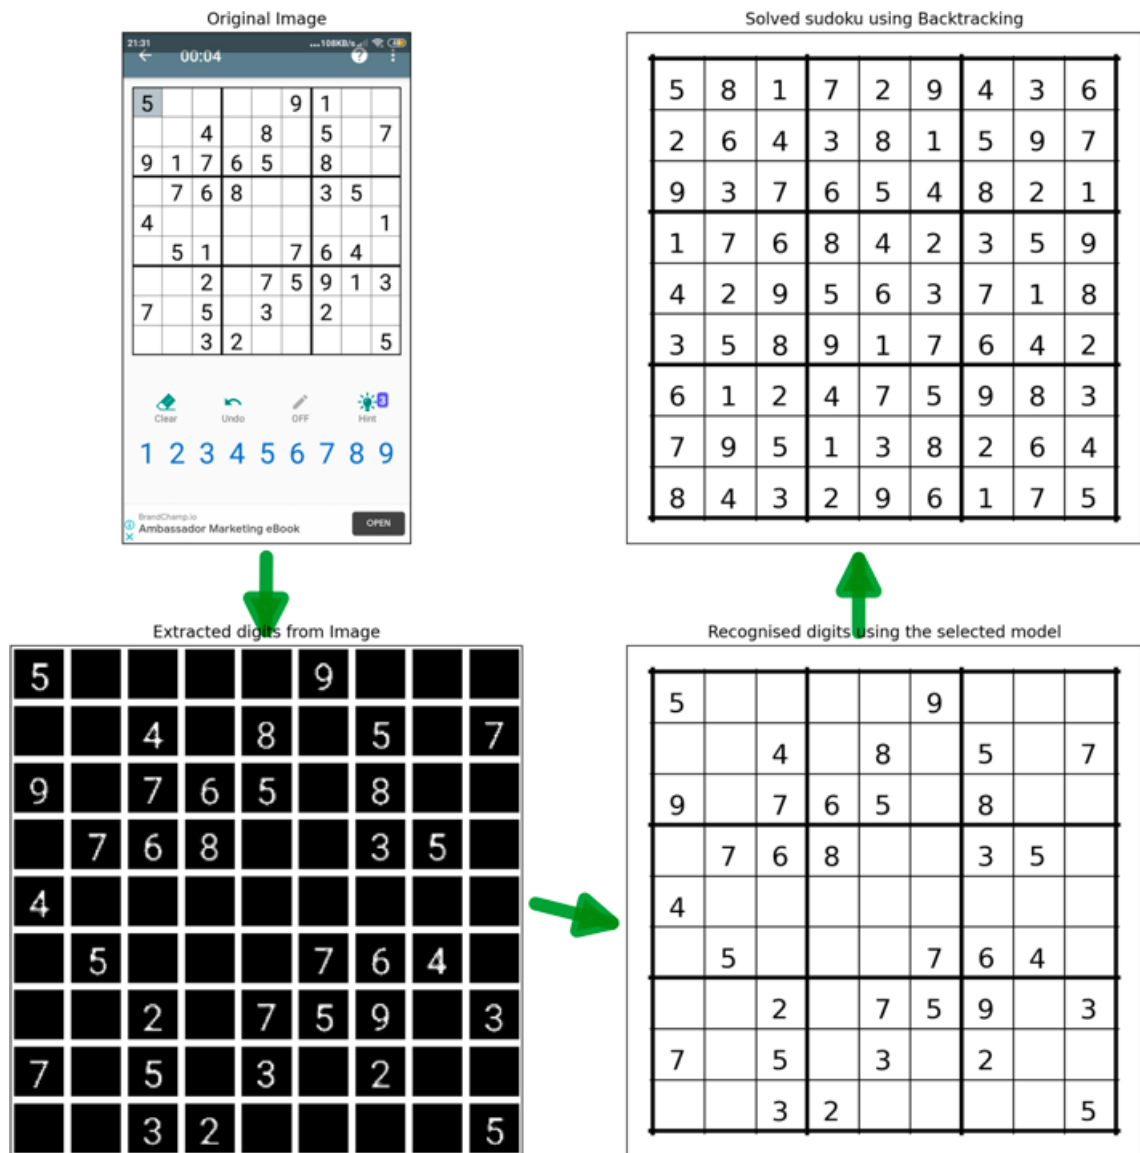 Original Image
21:31 ...108KB/s
00:04 ?
5 9 1
4 8 5 7
9 1 7 6 5 8
7 6 8 3 5
4 1
5 1 7 6 4
2 7 5 9 1 3
7 5 3 2
3 2 5
3
Clear Undo OFF Hint
1 2 3 4 5 6 7 8 9
BrandChamp.io
Ambassador Marketing eBook
OPEN
Solved sudoku using Backtracking
5 8 1 7 2 9 4 3 6
2 6 4 3 8 1 5 9 7
9 3 7 6 5 4 8 2 1
1 7 6 8 4 2 3 5 9
4 2 9 5 6 3 7 1 8
3 5 8 9 1 7 6 4 2
6 1 2 4 7 5 9 8 3
7 9 5 1 3 8 2 6 4
8 4 3 2 9 6 1 7 5
Extracted digits from Image
5 9
4 8 5 7
9 7 6 5 8
7 6 8 3 5
4
5 7 6 4
2 7 5 9 3
7 5 3 2
3 2 5
Recognised digits using the selected model
5 9
4 8 5 7
9 7 6 5 8
7 6 8 3 5
4
5 7 6 4
2 7 5 9 3
7 5 3 2
3 2 5